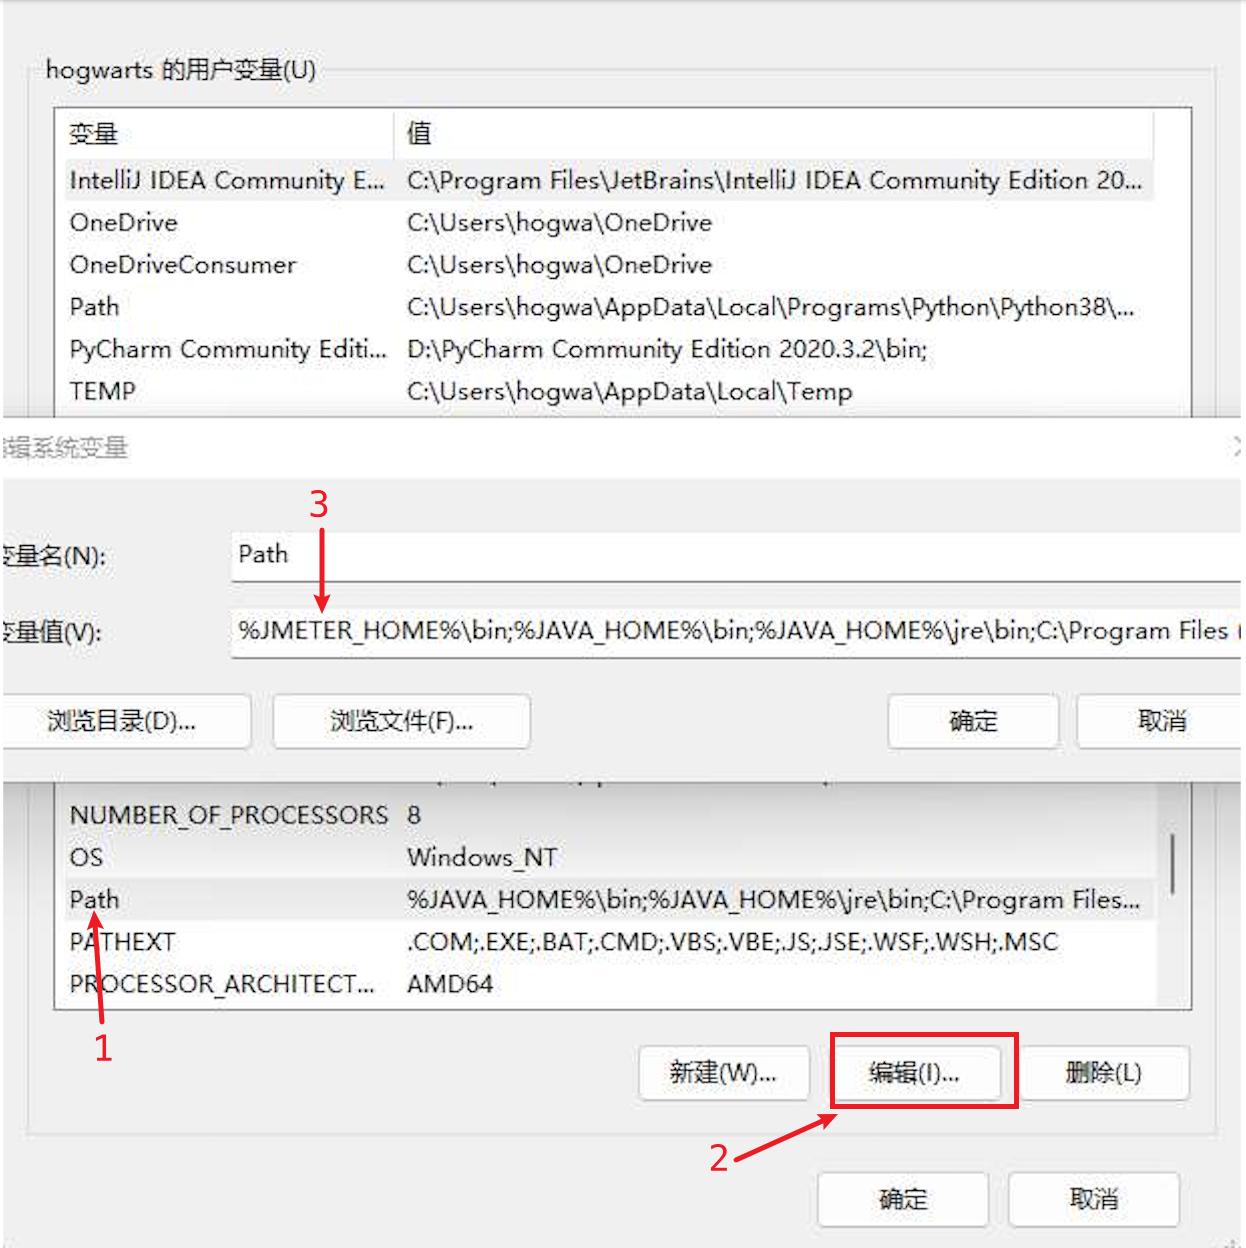 hogwarts 的用户变量(U)
变量 值
IntelliJ IDEA Community E... C:\Program Files\JetBrains\IntelliJ IDEA Community Edition 20...
OneDrive C:\Users\hogwa\OneDrive
OneDriveConsumer C:\Users\hogwa\OneDrive
Path C:\Users\hogwa\AppData\Local\Programs\Python\Python38\...
PyCharm Community Editi... D:\PyCharm Community Edition 2020.3.2\bin;
TEMP C:\Users\hogwa\AppData\Local\Temp
编辑系统变量
3
变量名(N): Path
变量值(V): %JMETER_HOME%\bin;%JAVA_HOME%\bin;%JAVA_HOME%\jre\bin;C:\Program Files (
浏览目录(D)... 浏览文件(F)... 确定 取消
NUMBER_OF_PROCESSORS 8
OS Windows_NT
Path %JAVA_HOME%\bin;%JAVA_HOME%\jre\bin;C:\Program Files...
PATHEXT .COM;.EXE;.BAT;.CMD;.VBS;.VBE;.JS;.JSE;.WSF;.WSH;.MSC
PROCESSOR_ARCHITECT... AMD64
1
新建(W)... 编辑(I)... 删除(L)
2
确定 取消